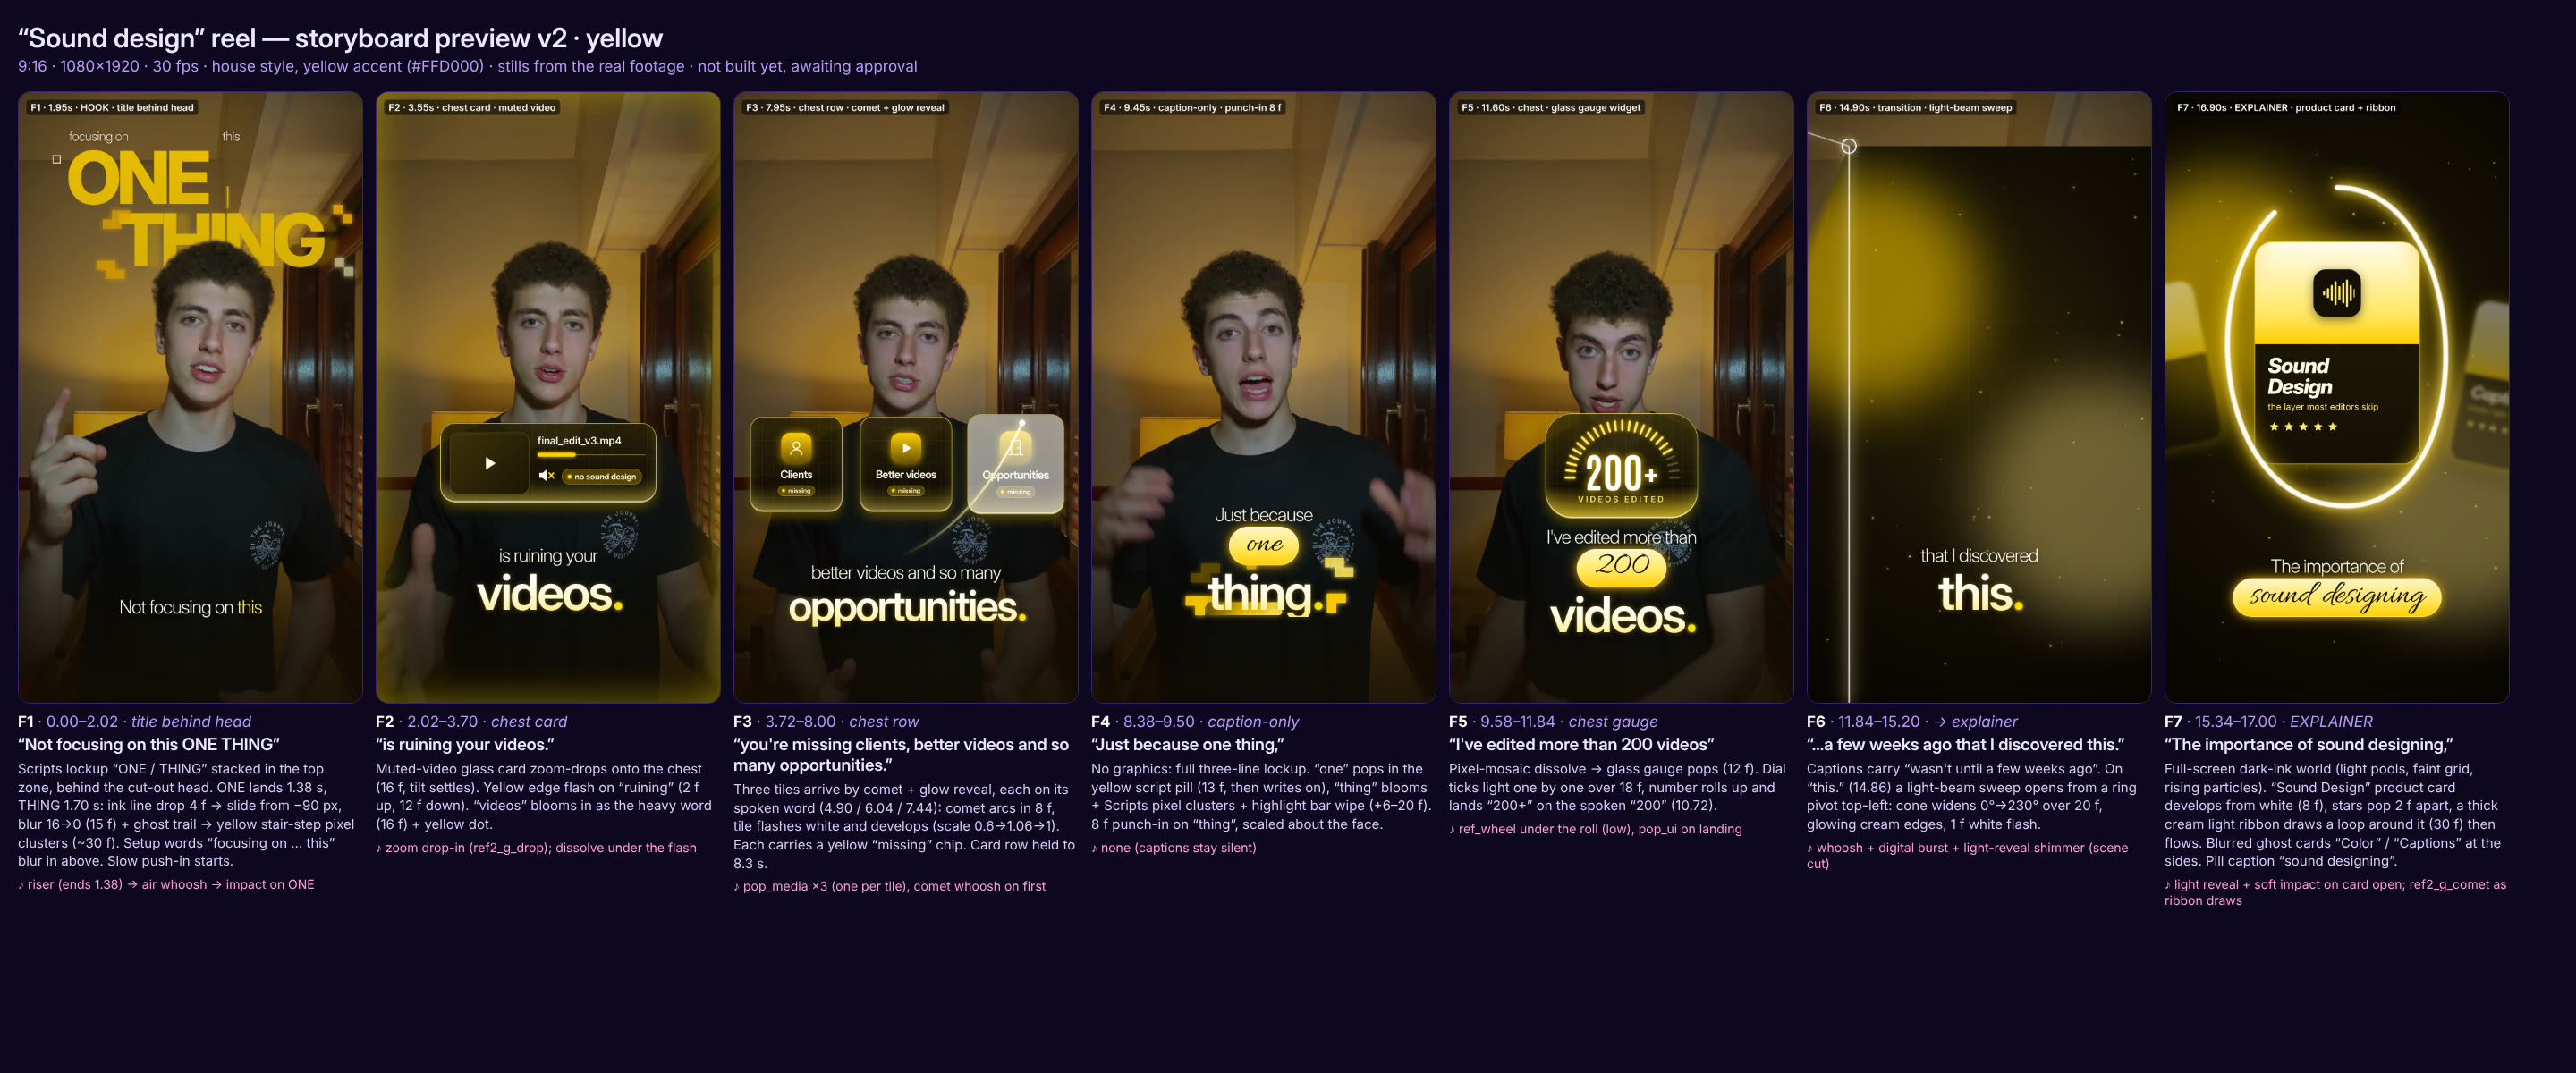 “Sound design” reel — storyboard preview v2 · yellow
9:16 · 1080×1920 · 30 fps · house style, yellow accent (#FFD000) · stills from the real footage · not built yet, awaiting approval
F1 · 1.95s · HOOK · title behind head
focusing on this
ONE
THING
Not focusing on this
F2 · 3.55s · chest card · muted video
final_edit_v3.mp4
no sound design
is ruining your
videos.
F3 · 7.95s · chest row · comet + glow reveal
Clients
missing
Better videos
missing
Opportunities
missing
better videos and so many
opportunities.
F4 · 9.45s · caption-only · punch-in 8 f
Just because
one
thing.
F5 · 11.60s · chest · glass gauge widget
200+
VIDEOS EDITED
I've edited more than
200
videos.
F6 · 14.90s · transition · light-beam sweep
that I discovered
this.
F7 · 16.90s · EXPLAINER · product card + ribbon
Sound
Design
the layer most editors skip
The importance of
sound designing
F1 · 0.00–2.02 · title behind head
“Not focusing on this ONE THING”
Scripts lockup “ONE / THING” stacked in the top
zone, behind the cut-out head. ONE lands 1.38 s,
THING 1.70 s: ink line drop 4 f → slide from −90 px,
blur 16→0 (15 f) + ghost trail → yellow stair-step pixel
clusters (~30 f). Setup words “focusing on … this”
blur in above. Slow push-in starts.
♪ riser (ends 1.38) → air whoosh → impact on ONE
F2 · 2.02–3.70 · chest card
“is ruining your videos.”
Muted-video glass card zoom-drops onto the chest
(16 f, tilt settles). Yellow edge flash on “ruining” (2 f
up, 12 f down). “videos” blooms in as the heavy word
(16 f) + yellow dot.
♪ zoom drop-in (ref2_g_drop); dissolve under the flash
F3 · 3.72–8.00 · chest row
“you're missing clients, better videos and so
many opportunities.”
Three tiles arrive by comet + glow reveal, each on its
spoken word (4.90 / 6.04 / 7.44): comet arcs in 8 f,
tile flashes white and develops (scale 0.6→1.06→1).
Each carries a yellow “missing” chip. Card row held to
8.3 s.
♪ pop_media ×3 (one per tile), comet whoosh on first
F4 · 8.38–9.50 · caption-only
“Just because one thing,”
No graphics: full three-line lockup. “one” pops in the
yellow script pill (13 f, then writes on), “thing” blooms
+ Scripts pixel clusters + highlight bar wipe (+6–20 f).
8 f punch-in on “thing”, scaled about the face.
♪ none (captions stay silent)
F5 · 9.58–11.84 · chest gauge
“I've edited more than 200 videos”
Pixel-mosaic dissolve → glass gauge pops (12 f). Dial
ticks light one by one over 18 f, number rolls up and
lands “200+” on the spoken “200” (10.72).
♪ ref_wheel under the roll (low), pop_ui on landing
F6 · 11.84–15.20 · → explainer
“…a few weeks ago that I discovered this.”
Captions carry “wasn't until a few weeks ago”. On
“this.” (14.86) a light-beam sweep opens from a ring
pivot top-left: cone widens 0°→230° over 20 f,
glowing cream edges, 1 f white flash.
♪ whoosh + digital burst + light-reveal shimmer (scene
cut)
F7 · 15.34–17.00 · EXPLAINER
“The importance of sound designing,”
Full-screen dark-ink world (light pools, faint grid,
rising particles). “Sound Design” product card
develops from white (8 f), stars pop 2 f apart, a thick
cream light ribbon draws a loop around it (30 f) then
flows. Blurred ghost cards “Color” / “Captions” at the
sides. Pill caption “sound designing”.
♪ light reveal + soft impact on card open; ref2_g_comet as
ribbon draws